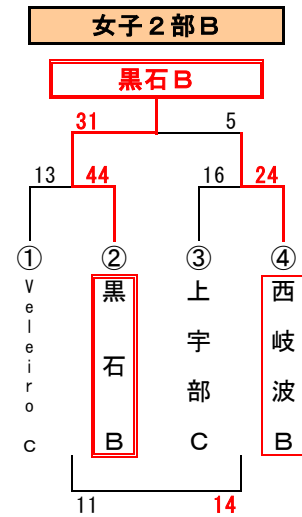 女子２部Ｂ
黒石Ｂ
31 5
13 44 16 24
① ② ③ ④
Ｖｅｌｅｉｒｏ Ｃ
黒石Ｂ
上宇部Ｃ
西岐波Ｂ
11 14